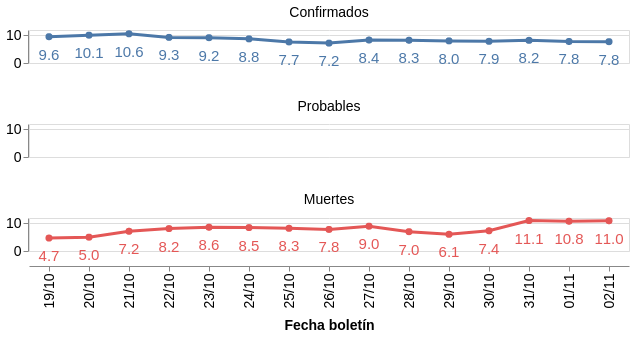 Confirmados
10
0
9.6 10.1 10.6 9.3 9.2 8.8 7.7 7.2 8.4 8.3 8.0 7.9 8.2 7.8 7.8
Probables
10
0
Muertes
10
0
4.7 5.0 7.2 8.2 8.6 8.5 8.3 7.8 9.0 7.0 6.1 7.4 11.1 10.8 11.0
19/10 20/10 21/10 22/10 23/10 24/10 25/10 26/10 27/10 28/10 29/10 30/10 31/10 01/11 02/11
Fecha boletín